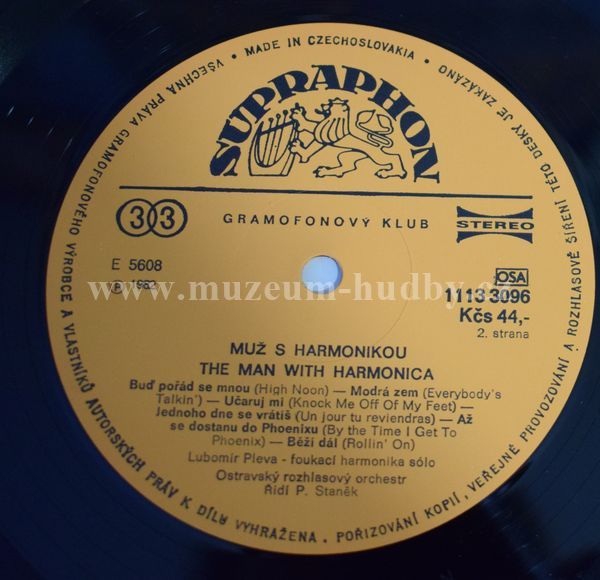 VŠECHNA PRÁVA GRAMOFONOVÉHO VÝROBCE A VLASTNÍKŮ AUTORSKÝCH PRÁV K DÍLU VYHRAŽENA • POŘIZOVÁNÍ KOPIÍ, VEŘEJNÉ PROVOZOVÁNÍ A ROZHLASOVÉ ŠÍŘENÍ TÉTO DESKY JE ZAKÁZÁNO •
MADE IN CZECHOSLOVAKIA •
SUPRAPHON
33
GRAMOFONOVÝ KLUB
STEREO
E 5608
OSA
℗ 1982
1113 3096
www.muzeum-hudby.
Kčs 44,-
2. strana
MUŽ S HARMONIKOU
THE MAN WITH HARMONICA
Buď pořád se mnou (High Noon) — Modrá zem (Everybody's
Talkin') — Učaruj mi (Knock Me Off Of My Feet) —
Jednoho dne se vrátíš (Un jour tu reviendras) — Až
se dostanu do Phoenixu (By the Time I Get To
Phoenix) — Běží dál (Rollin' On)
Lubomír Pleva - foukací harmonika sólo
Ostravský rozhlasový orchestr
Řídí P. Staněk